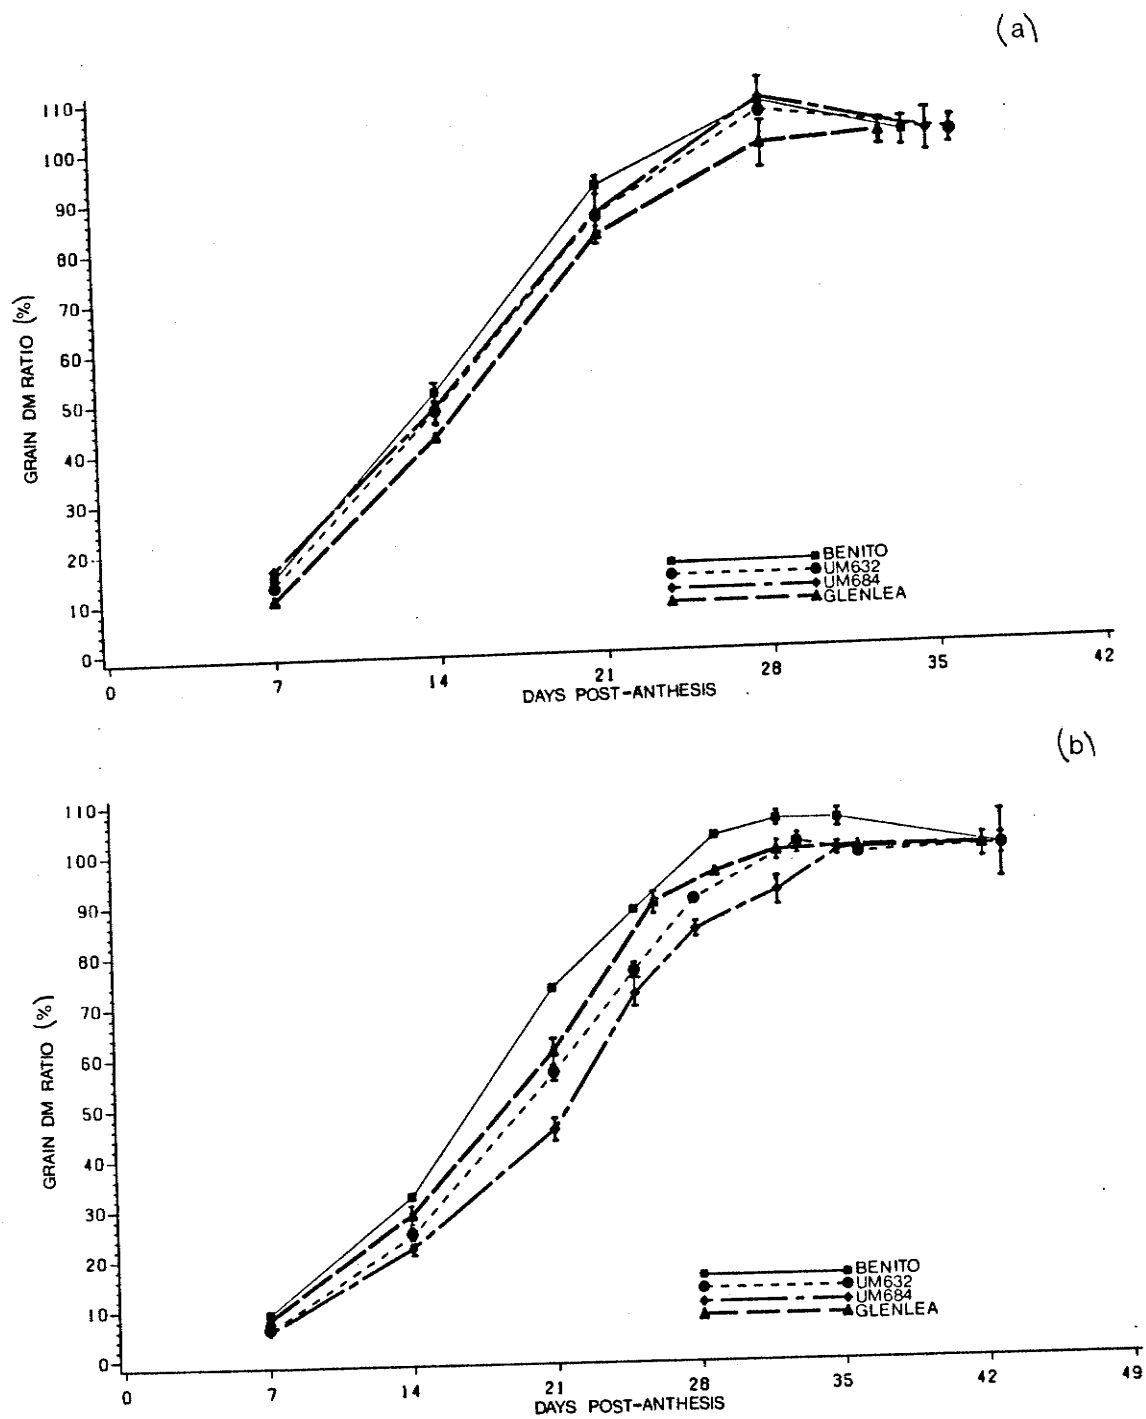 (a)
110
100
90
80
70
60
50
40
30
20
10
0
GRAIN DM RATIO (%)
BENITO
UM632
UM684
GLENLEA
0 7 14 21 28 35 42
DAYS POST-ANTHESIS
(b)
110
100
90
80
70
60
50
40
30
20
10
0
GRAIN DM RATIO (%)
BENITO
UM632
UM684
GLENLEA
0 7 14 21 28 35 42 49
DAYS POST-ANTHESIS